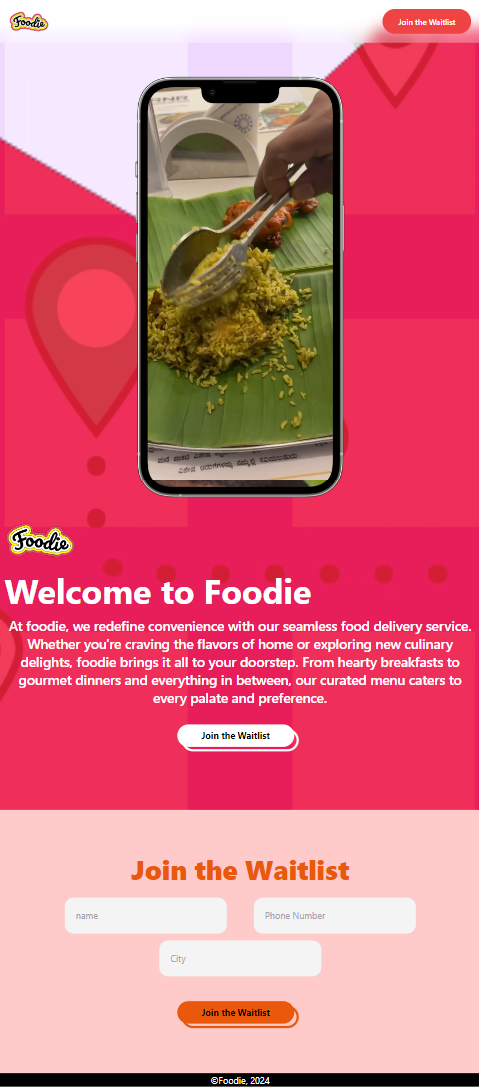 Foodie
Join the Waitlist
Foodie
Welcome to Foodie
At foodie, we redefine convenience with our seamless food delivery service.
Whether you're craving the flavors of home or exploring new culinary
delights, foodie brings it all to your doorstep. From hearty breakfasts to
gourmet dinners and everything in between, our curated menu caters to
every palate and preference.
Join the Waitlist
Join the Waitlist
name
Phone Number
City
Join the Waitlist
©Foodie, 2024